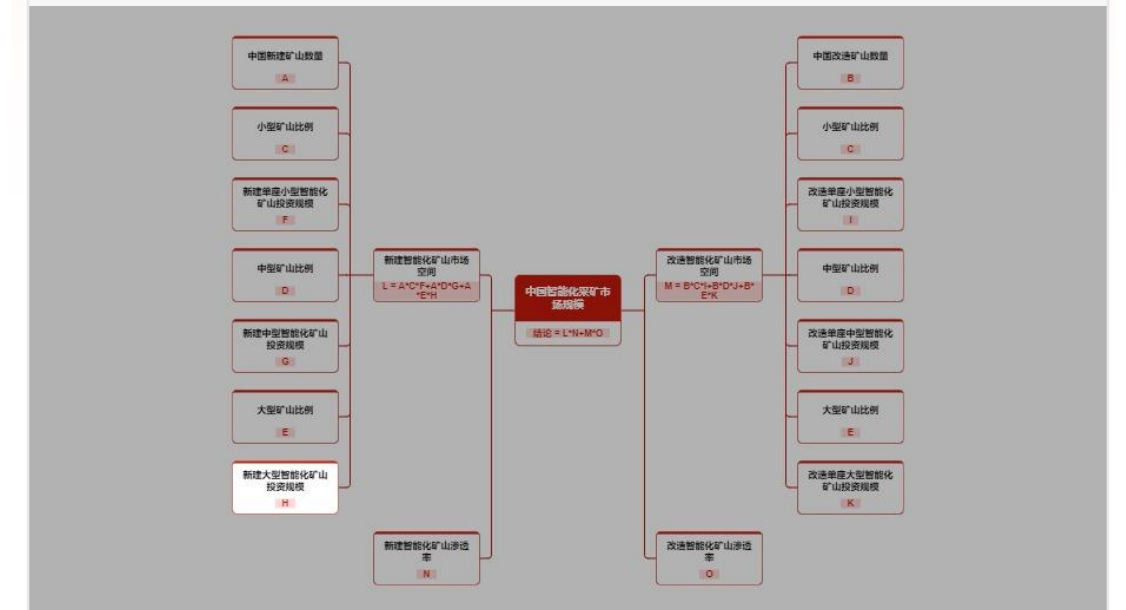 中国新建矿山数量
A
小型矿山比例
C
新建单座小型智能化
矿山投资规模
F
中型矿山比例
D
新建中型智能化矿山
投资规模
G
大型矿山比例
E
新建大型智能化矿山
投资规模
H
新建智能化矿山市场
空间
L = A*C*F+A*D*G+A
*E*H
新建智能化矿山渗透
率
N
中国智能化采矿市
场规模
结论 = L*N+M*O
改造智能化矿山市场
空间
M = B*C*I+B*D*J+B*
E*K
改造智能化矿山渗透
率
O
中国改造矿山数量
B
小型矿山比例
C
改造单座小型智能化
矿山投资规模
I
中型矿山比例
D
改造单座中型智能化
矿山投资规模
J
大型矿山比例
E
改造单座大型智能化
矿山投资规模
K